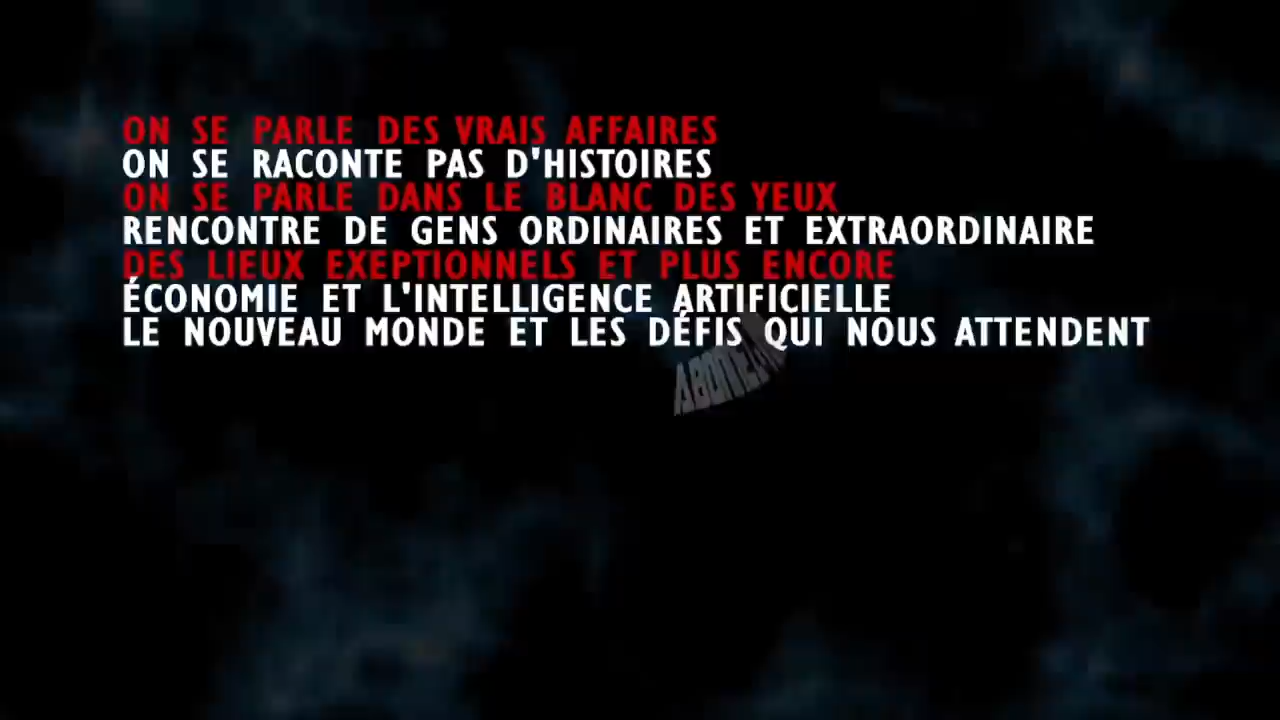 ON SE PARLE DES VRAIS AFFAIRES
ON SE RACONTE PAS D'HISTOIRES
ON SE PARLE DANS LE BLANC DES YEUX
RENCONTRE DE GENS ORDINAIRES ET EXTRAORDINAIRE
DES LIEUX EXEPTIONNELS ET PLUS ENCORE
ÉCONOMIE ET L'INTELLIGENCE ARTIFICIELLE
LE NOUVEAU MONDE ET LES DÉFIS QUI NOUS ATTENDENT